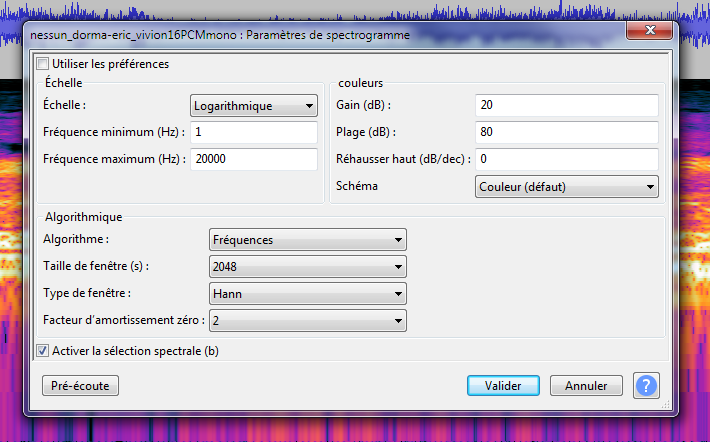 nessun_dorma-eric_vivion16PCMmono : Paramètres de spectrogramme
Utiliser les préférences
Échelle
Échelle : Logarithmique
Fréquence minimum (Hz) : 1
Fréquence maximum (Hz) : 20000
couleurs
Gain (dB) : 20
Plage (dB) : 80
Réhausser haut (dB/dec) : 0
Schéma Couleur (défaut)
Algorithmique
Algorithme : Fréquences
Taille de fenêtre (s) : 2048
Type de fenêtre : Hann
Facteur d'amortissement zéro : 2
Activer la sélection spectrale (b)
Pré-écoute Valider Annuler ?